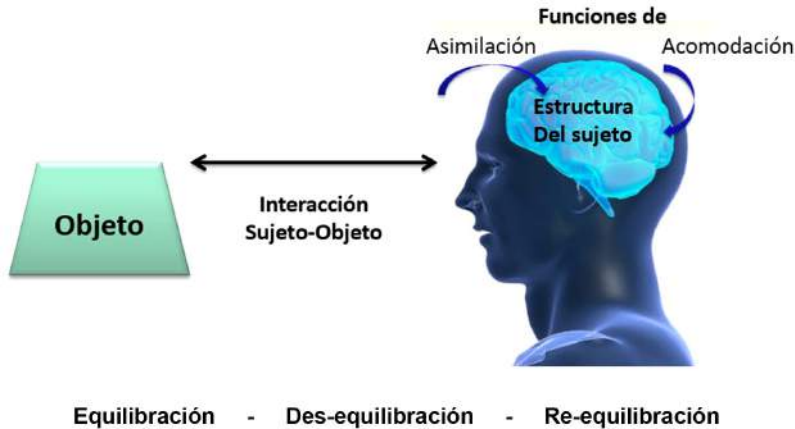 Funciones de
Asimilación
Acomodación
Estructura
Del sujeto
Objeto
Interacción
Sujeto-Objeto
Equilibración - Des-equilibración - Re-equilibración